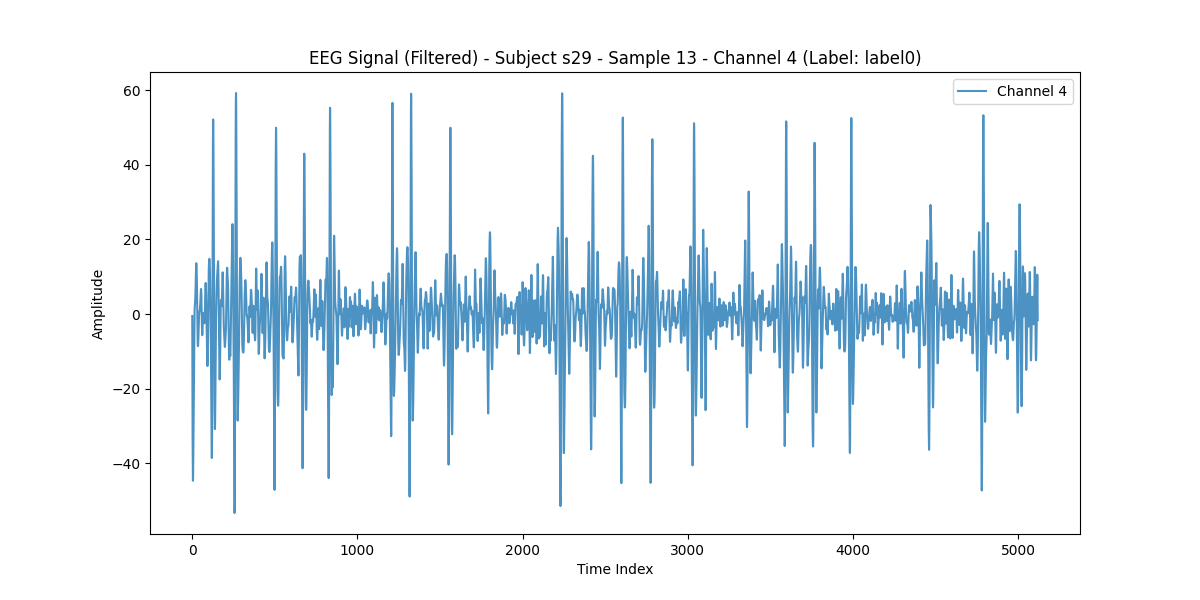 EEG Signal (Filtered) - Subject s29 - Sample 13 - Channel 4 (Label: label0)
Channel 4
60
40
20
0
−20
−40
Amplitude
0 1000 2000 3000 4000 5000
Time Index